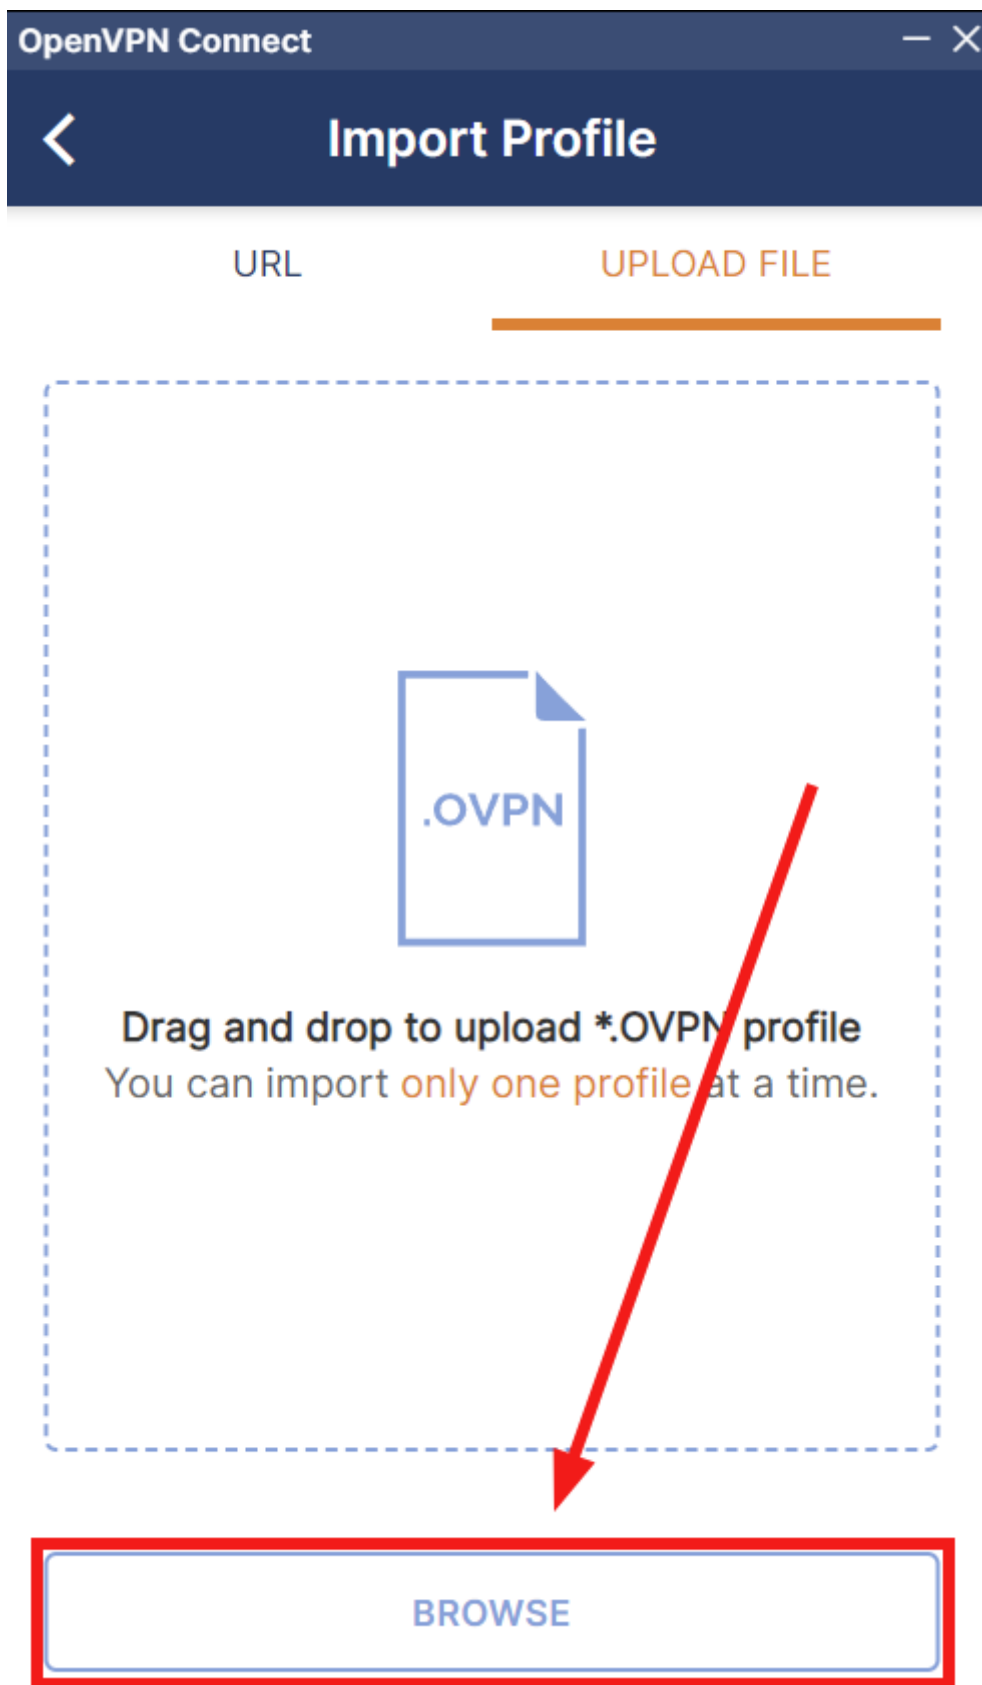 OpenVPN Connect
Import Profile
URL
UPLOAD FILE
.OVPN
Drag and drop to upload *.OVPN profile
You can import only one profile at a time.
BROWSE